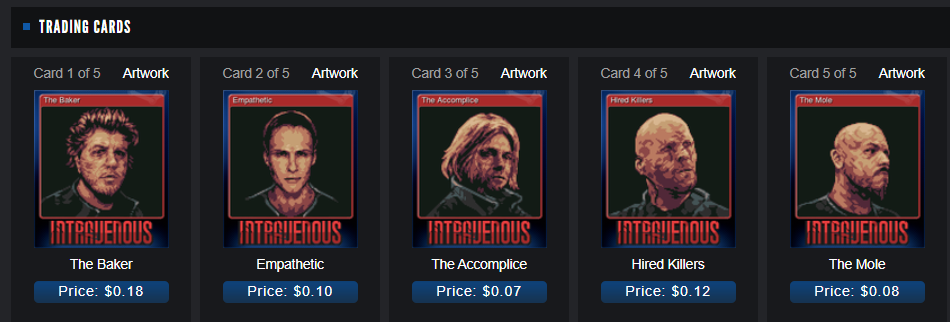 TRADING CARDS
Card 1 of 5 Artwork
The Baker
INTRAVENOUS
The Baker
Price: $0.18
Card 2 of 5 Artwork
Empathetic
INTRAVENOUS
Empathetic
Price: $0.10
Card 3 of 5 Artwork
The Accomplice
INTRAVENOUS
The Accomplice
Price: $0.07
Card 4 of 5 Artwork
Hired Killers
INTRAVENOUS
Hired Killers
Price: $0.12
Card 5 of 5 Artwork
The Mole
INTRAVENOUS
The Mole
Price: $0.08